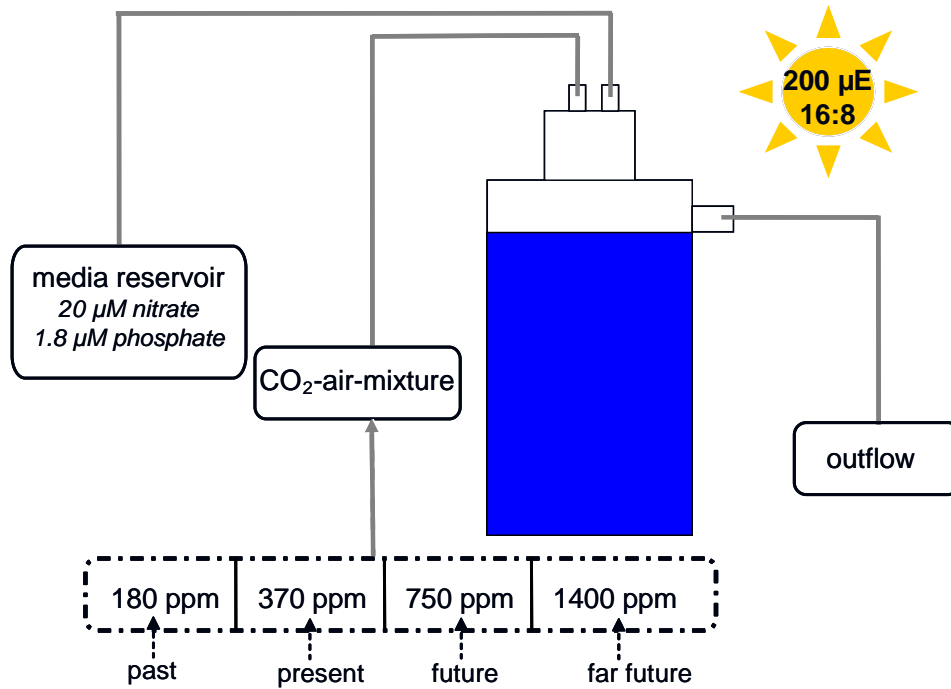 200 µE
16:8
media reservoir
20 µM nitrate
1.8 µM phosphate
CO₂-air-mixture
outflow
180 ppm 370 ppm 750 ppm 1400 ppm
past present future far future